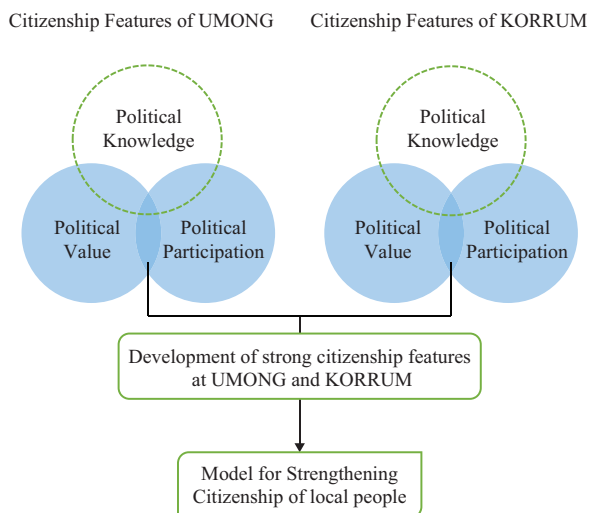 Citizenship Features of UMONG
Citizenship Features of KORRUM
Political
Knowledge
Political
Value
Political
Participation
Political
Knowledge
Political
Value
Political
Participation
Development of strong citizenship features
at UMONG and KORRUM
Model for Strengthening
Citizenship of local people